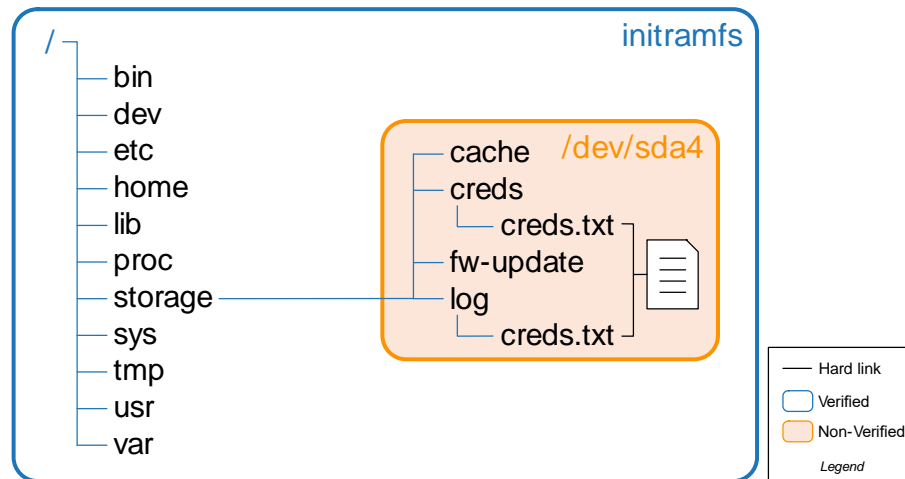 /
initramfs
bin
dev
etc
home
lib
proc
storage
sys
tmp
usr
var
/dev/sda4
cache
creds
creds.txt
fw-update
log
creds.txt
Hard link
Verified
Non-Verified
Legend